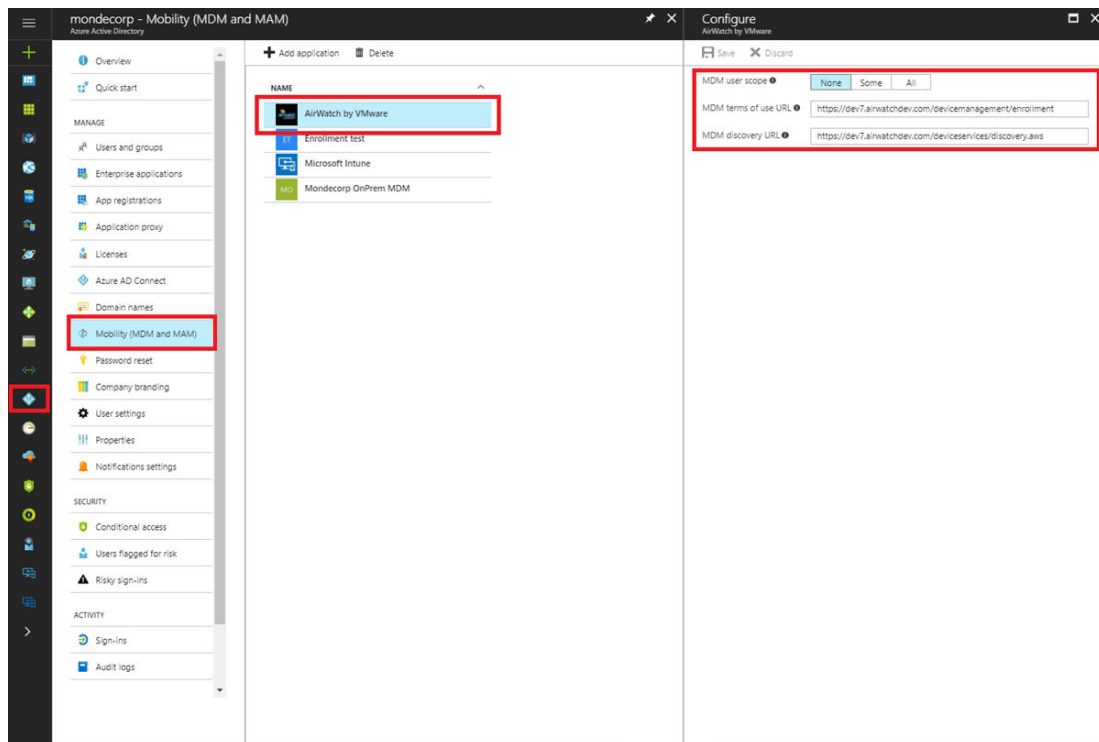 mondecorp - Mobility (MDM and MAM)
Azure Active Directory
Overview
Quick start
MANAGE
Users and groups
Enterprise applications
App registrations
Application proxy
Licenses
Azure AD Connect
Domain names
Mobility (MDM and MAM)
Password reset
Company branding
User settings
Properties
Notifications settings
SECURITY
Conditional access
Users flagged for risk
Risky sign-ins
ACTIVITY
Sign-ins
Audit logs
Add application Delete
NAME
AirWatch by VMware
Enrollment test
Microsoft Intune
MO Mondecorp OnPrem MDM
Configure
AirWatch by VMware
Save Discard
MDM user scope None Some All
MDM terms of use URL https://dev7.airwatchdev.com/devicemanagement/enrollment
MDM discovery URL https://dev7.airwatchdev.com/deviceservices/discovery.aws